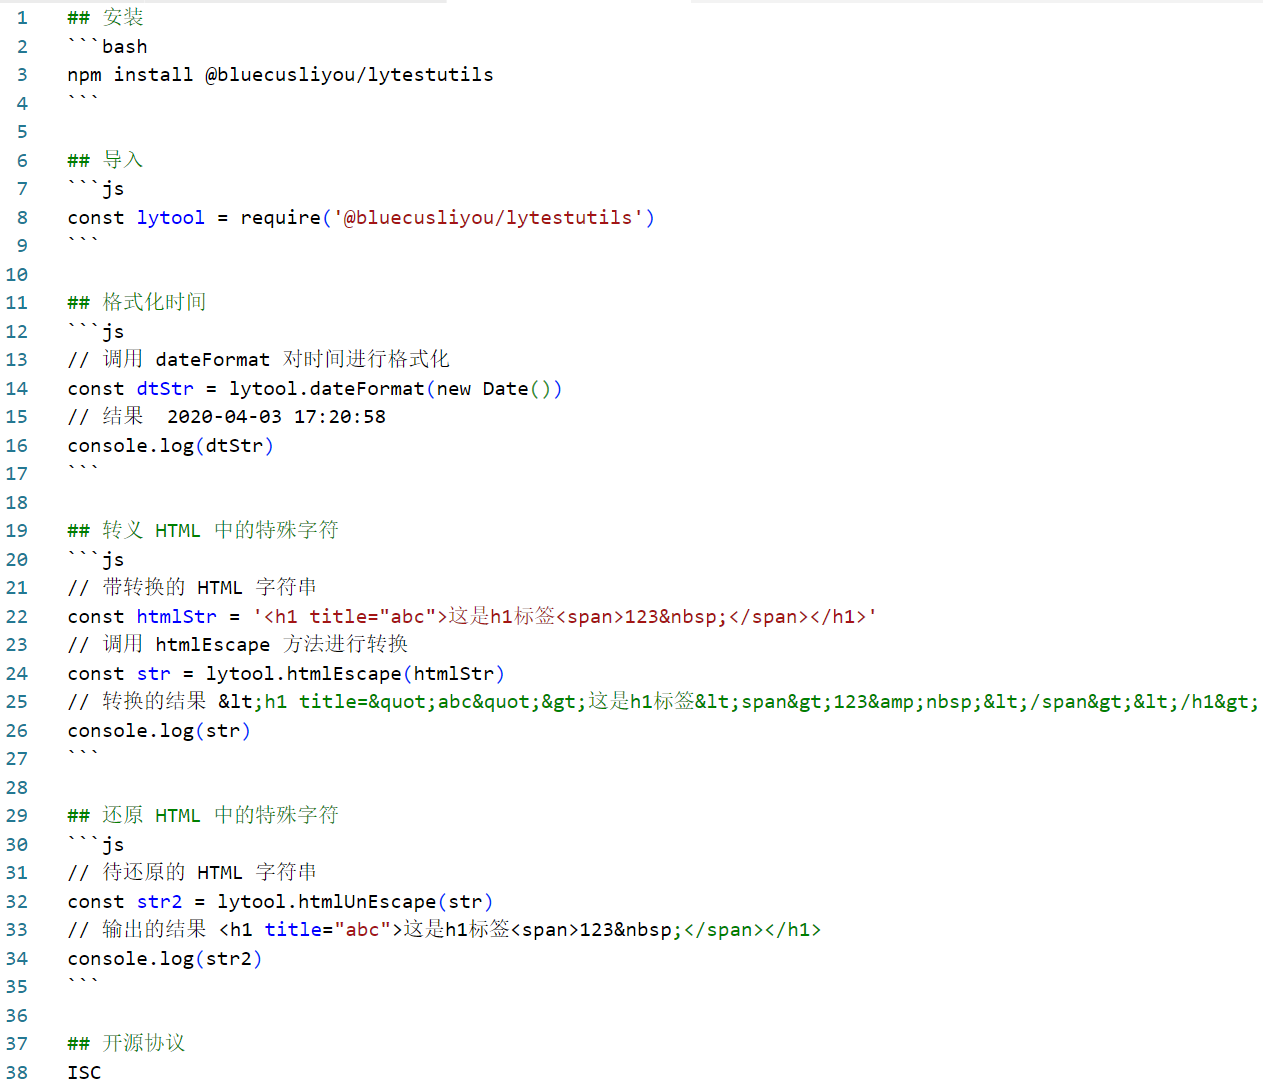 1 ## 安装
2 ```bash
3 npm install @bluecusliyou/lytestutils
4 ```
5
6 ## 导入
7 ```js
8 const lytool = require('@bluecusliyou/lytestutils')
9 ```
10
11 ## 格式化时间
12 ```js
13 // 调用 dateFormat 对时间进行格式化
14 const dtStr = lytool.dateFormat(new Date())
15 // 结果  2020-04-03 17:20:58
16 console.log(dtStr)
17 ```
18
19 ## 转义 HTML 中的特殊字符
20 ```js
21 // 带转换的 HTML 字符串
22 const htmlStr = '<h1 title="abc">这是h1标签<span>123&nbsp;</span></h1>'
23 // 调用 htmlEscape 方法进行转换
24 const str = lytool.htmlEscape(htmlStr)
25 // 转换的结果 &lt;h1 title=&quot;abc&quot;&gt;这是h1标签&lt;span&gt;123&amp;nbsp;&lt;/span&gt;&lt;/h1&gt;
26 console.log(str)
27 ```
28
29 ## 还原 HTML 中的特殊字符
30 ```js
31 // 待还原的 HTML 字符串
32 const str2 = lytool.htmlUnEscape(str)
33 // 输出的结果 <h1 title="abc">这是h1标签<span>123&nbsp;</span></h1>
34 console.log(str2)
35 ```
36
37 ## 开源协议
38 ISC